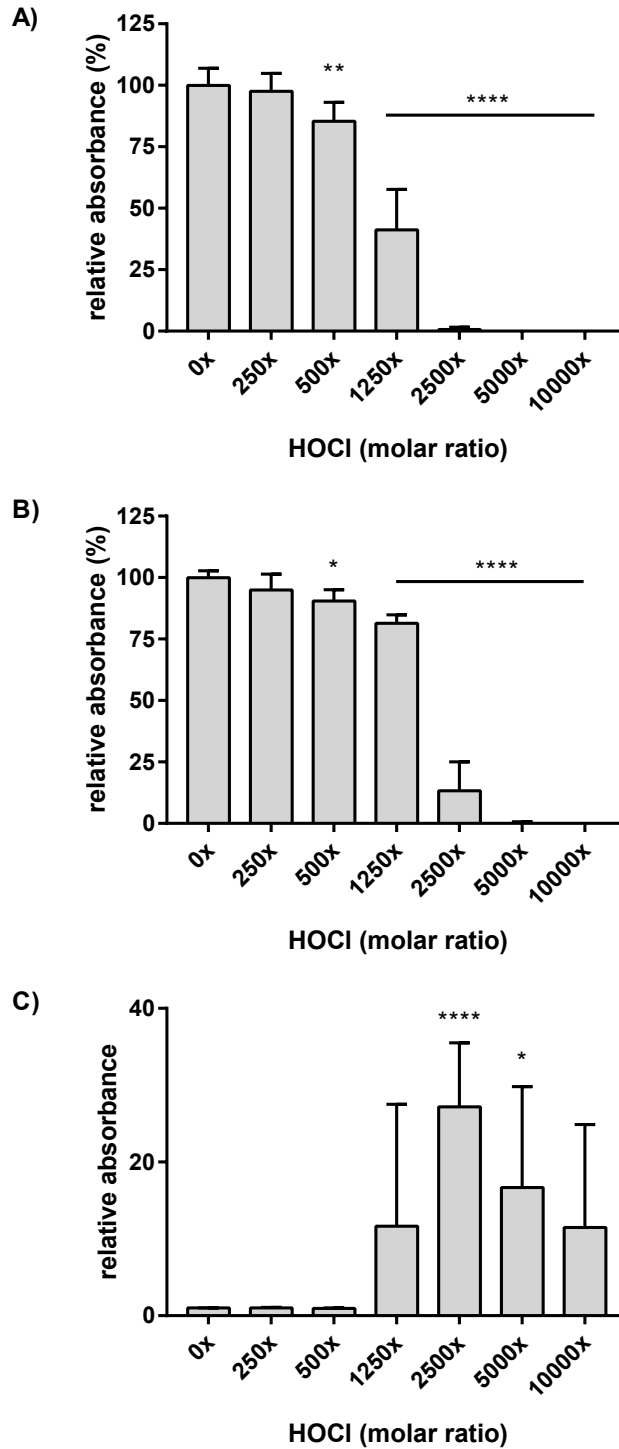 A)
relative absorbance (%)
125
100
75
50
25
0
**
****
0x
250x
500x
1250x
2500x
5000x
10000x
HOCl (molar ratio)
B)
relative absorbance (%)
125
100
75
50
25
0
*
****
0x
250x
500x
1250x
2500x
5000x
10000x
HOCl (molar ratio)
C)
relative absorbance
40
20
0
****
*
0x
250x
500x
1250x
2500x
5000x
10000x
HOCl (molar ratio)